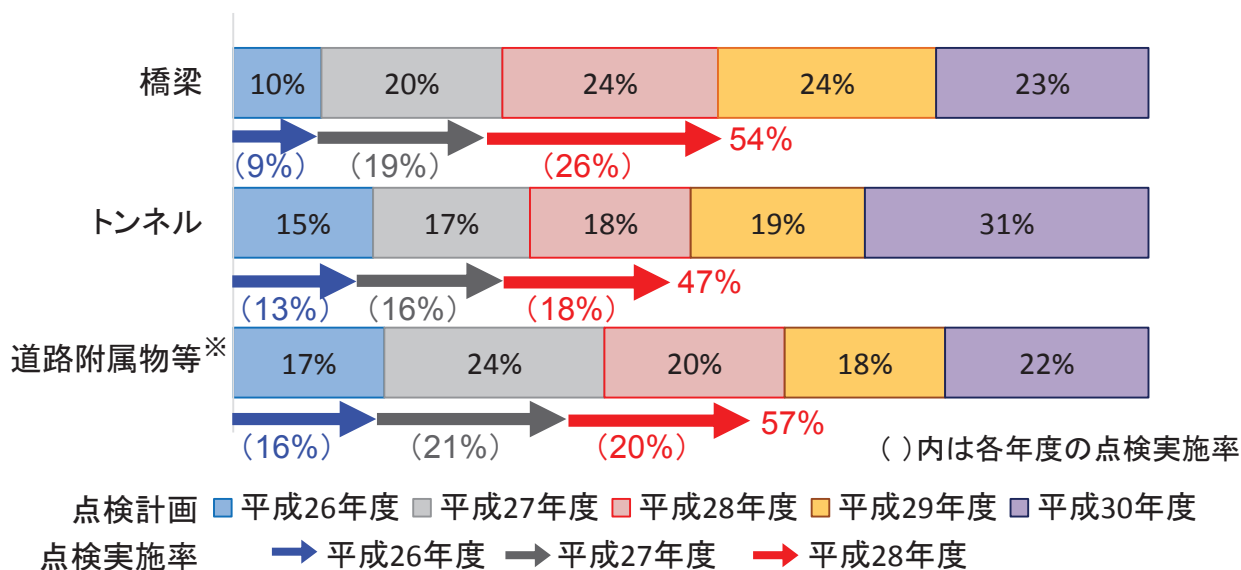 橋梁 10% 20% 24% 24% 23%
(9%) (19%) (26%) 54%
トンネル 15% 17% 18% 19% 31%
(13%) (16%) (18%) 47%
道路附属物等※ 17% 24% 20% 18% 22%
(16%) (21%) (20%) 57%
( )内は各年度の点検実施率
点検計画 平成26年度 平成27年度 平成28年度 平成29年度 平成30年度
点検実施率 平成26年度 平成27年度 平成28年度